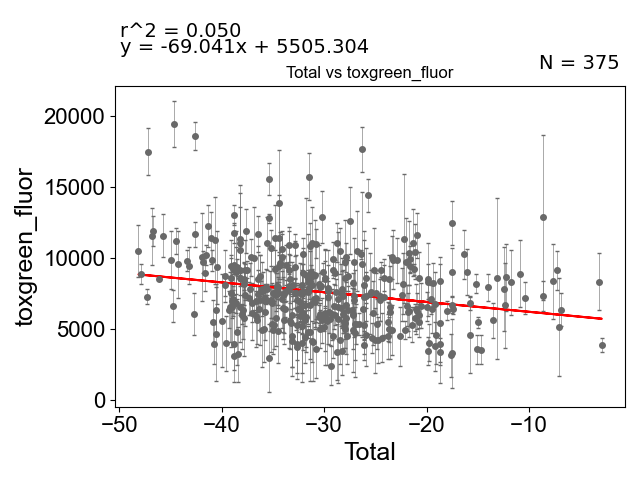 r^2 = 0.050
y = -69.041x + 5505.304
N = 375
Total vs toxgreen_fluor
20000
15000
10000
5000
0
toxgreen_fluor
−50
−40
−30
−20
−10
Total